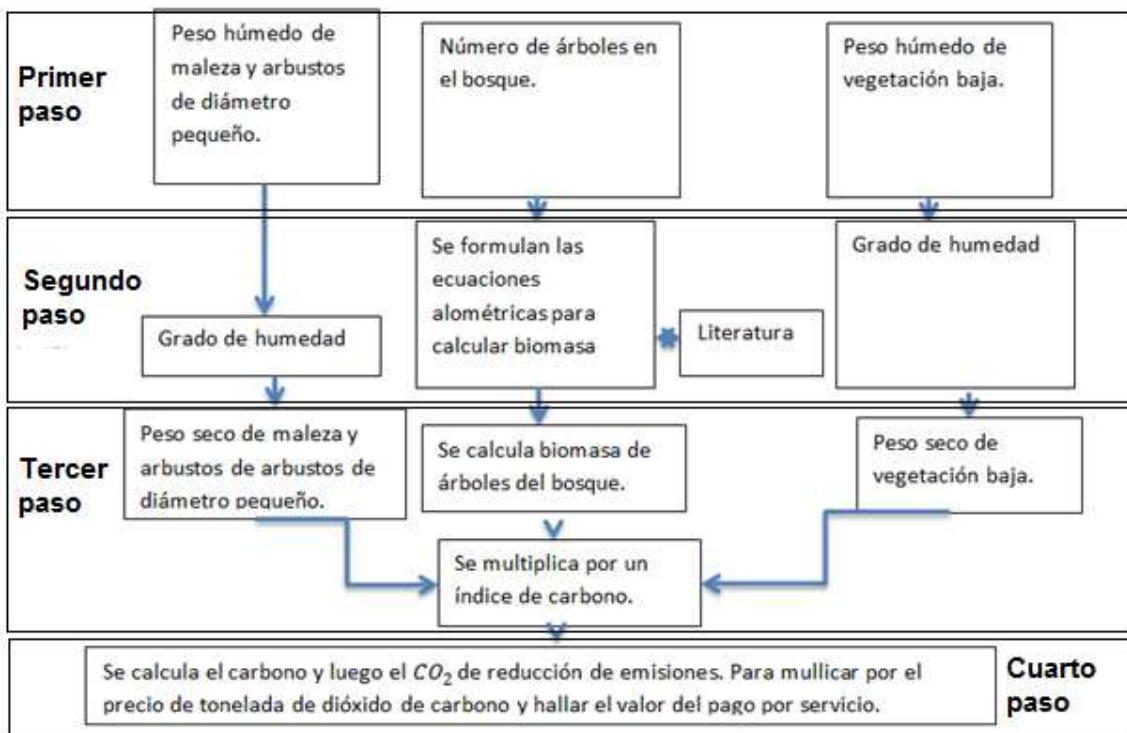 Primer
paso
Peso húmedo de
maleza y arbustos
de diámetro
pequeño.
Número de árboles en
el bosque.
Peso húmedo de
vegetación baja.
Segundo
paso
Grado de humedad
Se formulan las
ecuaciones
alométricas para
calcular biomasa
Literatura
Grado de humedad
Tercer
paso
Peso seco de maleza y
arbustos de arbustos de
diámetro pequeño.
Se calcula biomasa de
árboles del bosque.
Peso seco de
vegetación baja.
Se multiplica por un
índice de carbono.
Se calcula el carbono y luego el CO₂ de reducción de emisiones. Para mullicar por el
precio de tonelada de dióxido de carbono y hallar el valor del pago por servicio.
Cuarto
paso